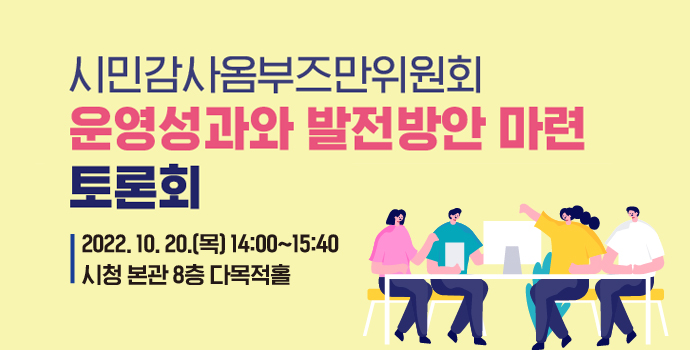 시민감사옴부즈만위원회
운영성과와 발전방안 마련
토론회
2022. 10. 20.(목) 14:00~15:40
시청 본관 8층 다목적홀